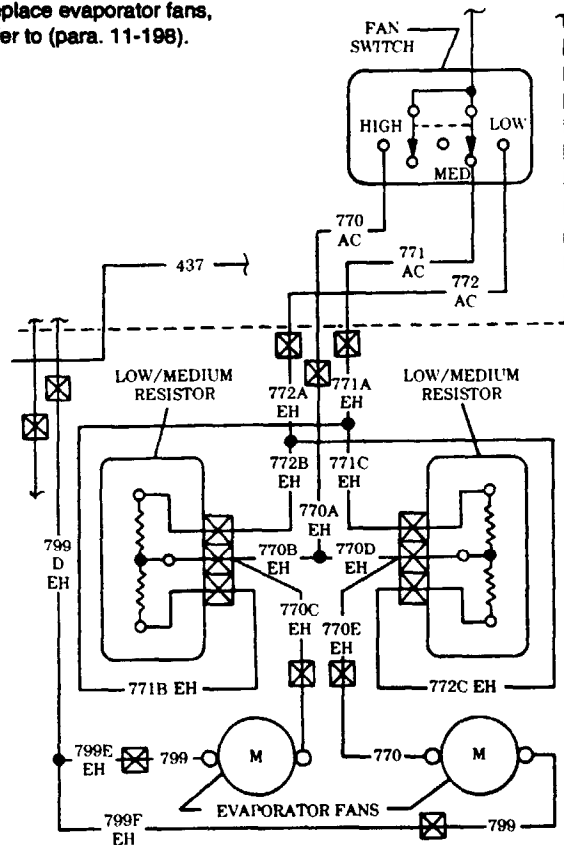 eplace evaporator fans,
er to (para. 11-198).
FAN
SWITCH
HIGH
LOW
MED
770
AC
771
AC
772
AC
437
LOW/MEDIUM
RESISTOR
772A
EH
771A
EH
LOW/MEDIUM
RESISTOR
772B
EH
771C
EH
770A
EH
799
D
EH
770B
EH
770D
EH
770C
EH
770E
EH
771B EH
772C EH
799E
EH
799
M
770
M
EVAPORATOR FANS
799F
EH
799